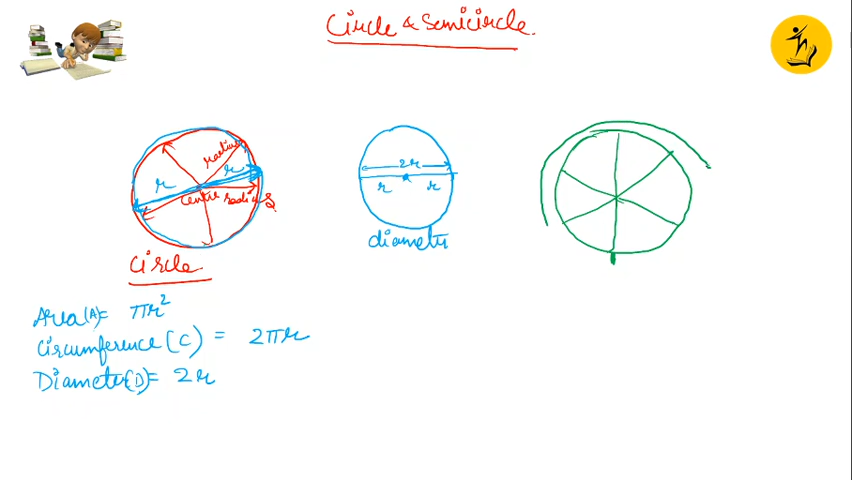 Circle & Semicircle.
radius
r
r
centre radius
2r
r r
diameter
Circle.
Area(A)= πr²
Circumference(C) = 2πr
Diameter(D)= 2r